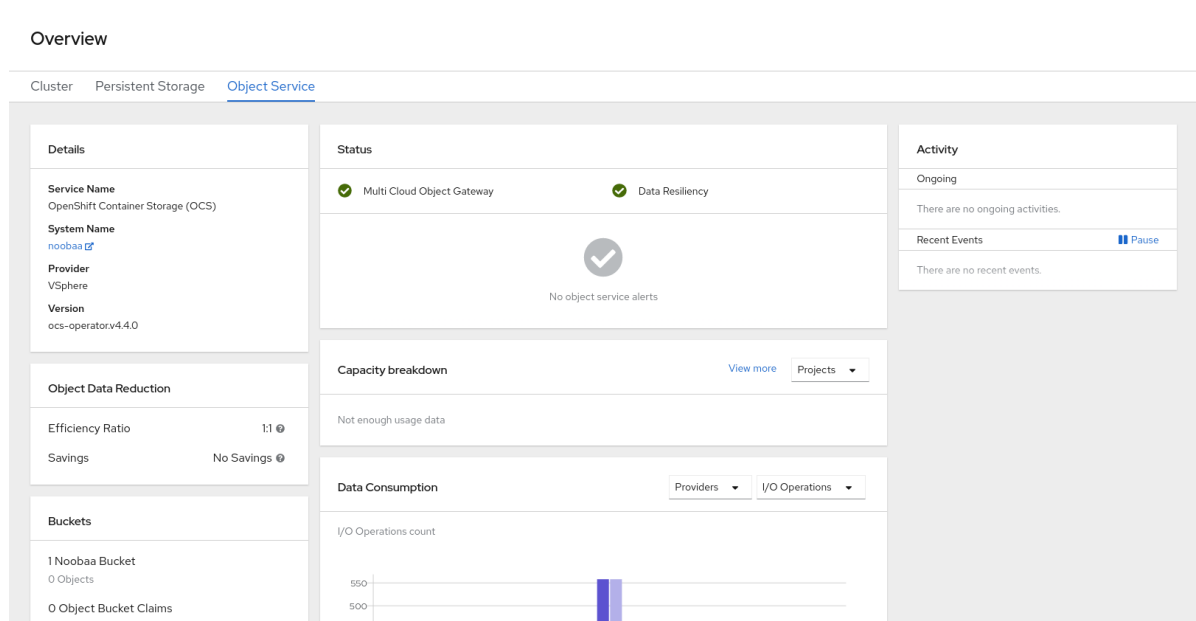 Overview
Cluster Persistent Storage Object Service
Details
Service Name
OpenShift Container Storage (OCS)
System Name
noobaa
Provider
VSphere
Version
ocs-operator.v4.4.0
Object Data Reduction
Efficiency Ratio 1:1
Savings No Savings
Buckets
1 Noobaa Bucket
0 Objects
0 Object Bucket Claims
Status
Multi Cloud Object Gateway Data Resiliency
No object service alerts
Capacity breakdown View more Projects
Not enough usage data
Data Consumption Providers I/O Operations
I/O Operations count
550
500
Activity
Ongoing
There are no ongoing activities.
Recent Events Pause
There are no recent events.